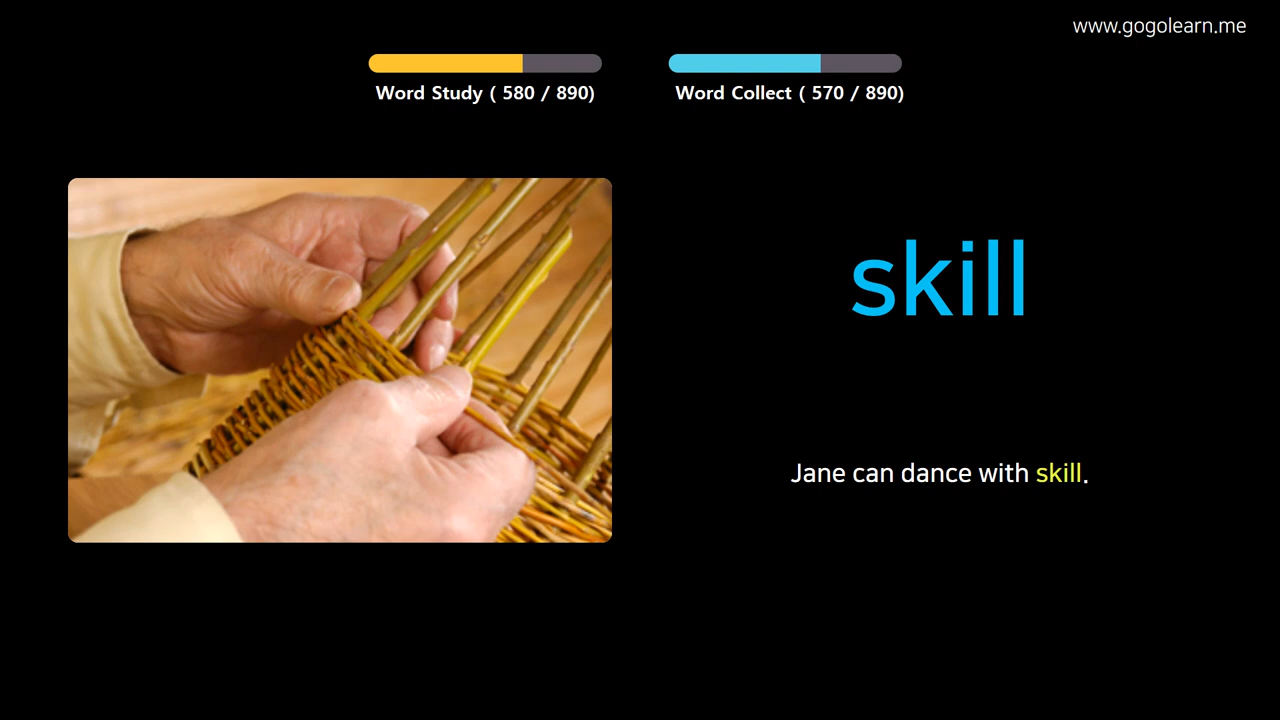 www.gogolearn.me
Word Study ( 580 / 890)
Word Collect ( 570 / 890)
skill
Jane can dance with skill.